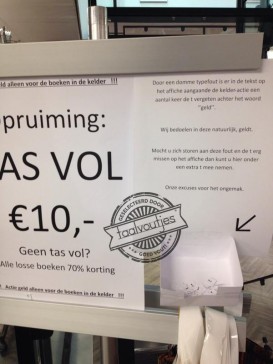 ld alleen voor de boeken in de kelder !!!
pruiming:
AS VOL
€10,-
Geen tas vol?
Alle losse boeken 70% korting
! Actie geld alleen voor de boeken in de kelder !!!
GESELECTEERD DOOR
taalvoutjes
GOED BEZIG
Door een domme typefout is er in de tekst op
het affiche aangaande de kelder-actie een
aantal keer de t vergeten achter het woord
"geld".
Wij bedoelen in deze natuurlijk, geldt.
Mocht u zich storen aan deze fout en de t erg
missen op het affiche dan kunt u hier onder
een extra t mee nemen.
Onze excuses voor het ongemak.